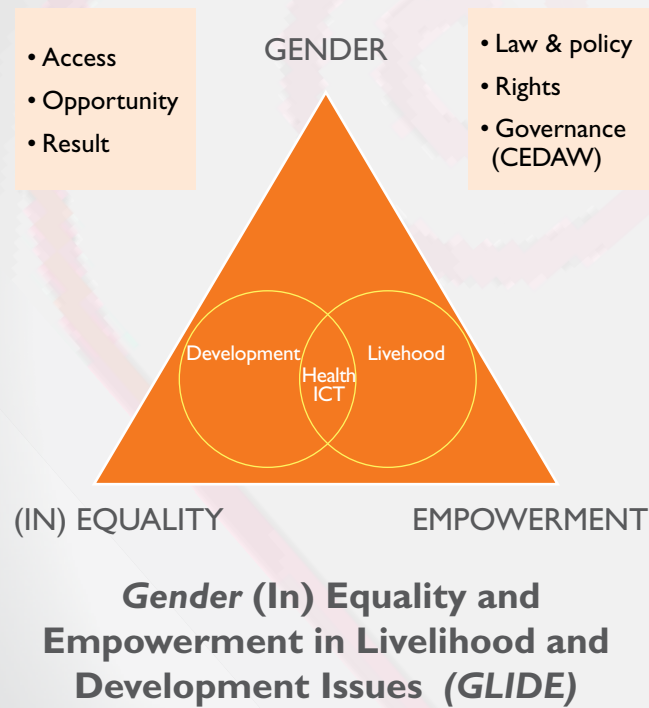 • Access
• Opportunity
• Result
GENDER
• Law & policy
• Rights
• Governance
(CEDAW)
Development
Livehood
Health
ICT
(IN) EQUALITY
EMPOWERMENT
Gender (In) Equality and
Empowerment in Livelihood and
Development Issues (GLIDE)